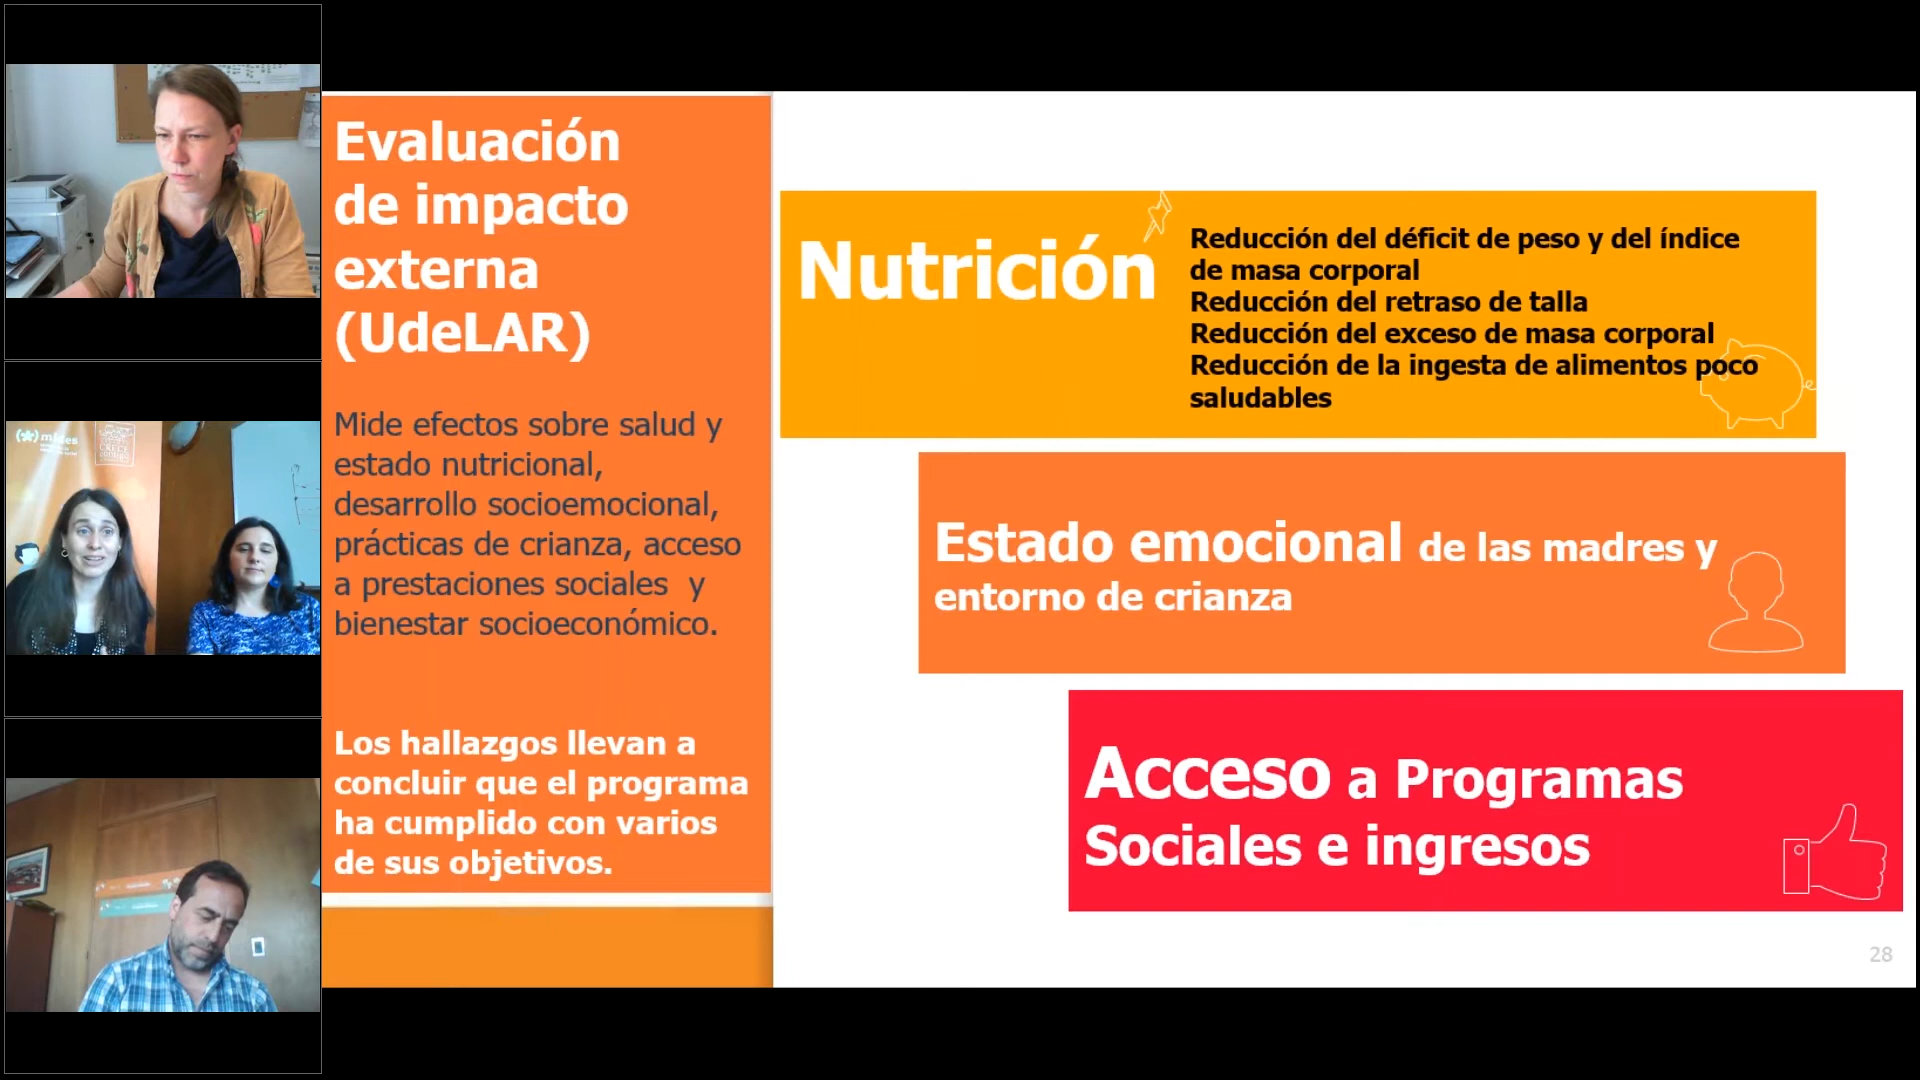 Evaluación
de impacto
externa
(UdeLAR)
Mide efectos sobre salud y
estado nutricional,
desarrollo socioemocional,
prácticas de crianza, acceso
a prestaciones sociales y
bienestar socioeconómico.
Los hallazgos llevan a
concluir que el programa
ha cumplido con varios
de sus objetivos.
Nutrición
Reducción del déficit de peso y del índice
de masa corporal
Reducción del retraso de talla
Reducción del exceso de masa corporal
Reducción de la ingesta de alimentos poco
saludables
Estado emocional de las madres y
entorno de crianza
Acceso a Programas
Sociales e ingresos
28
CRECE